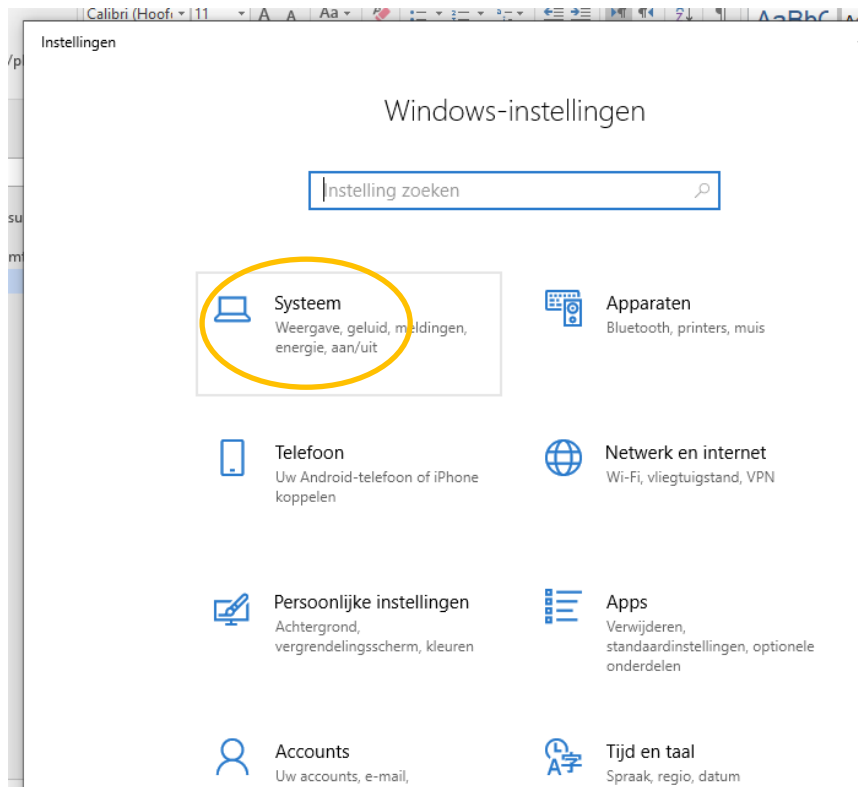 Calibri (Hoofd 11 A A Aa
AaBbC
Instellingen
Windows-instellingen
Instelling zoeken
Systeem
Weergave, geluid, meldingen,
energie, aan/uit
Apparaten
Bluetooth, printers, muis
Telefoon
Uw Android-telefoon of iPhone
koppelen
Netwerk en internet
Wi-Fi, vliegtuigstand, VPN
Persoonlijke instellingen
Achtergrond,
vergrendelingsscherm, kleuren
Apps
Verwijderen,
standaardinstellingen, optionele
onderdelen
Accounts
Uw accounts, e-mail,
Tijd en taal
Spraak, regio, datum